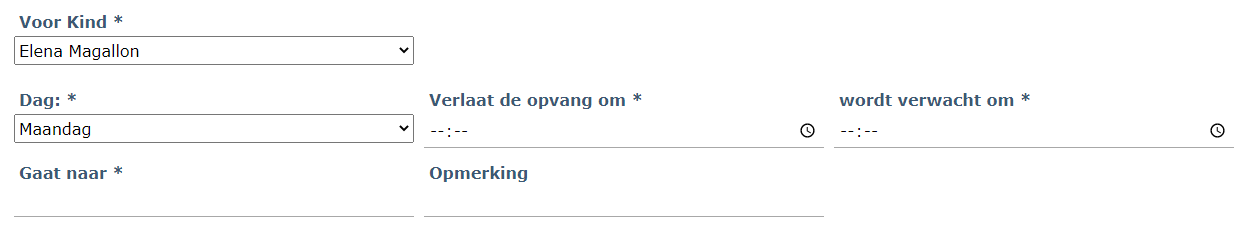 Voor Kind *
Elena Magallon
Dag: * Verlaat de opvang om * wordt verwacht om *
Maandag --:-- --:--
Gaat naar * Opmerking